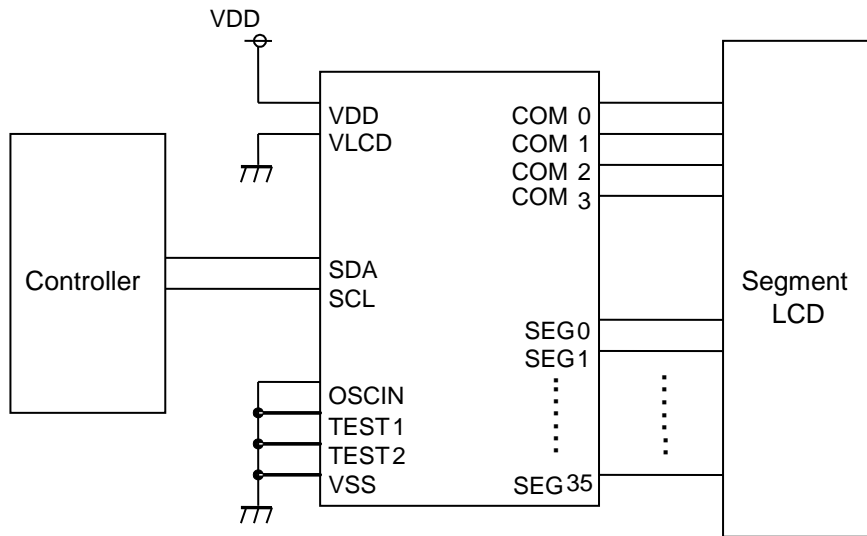 VDD
VDD
VLCD
COM 0
COM 1
COM 2
COM 3
Controller
SDA
SCL
Segment
LCD
SEG0
SEG1
OSCIN
TEST1
TEST2
VSS
SEG35